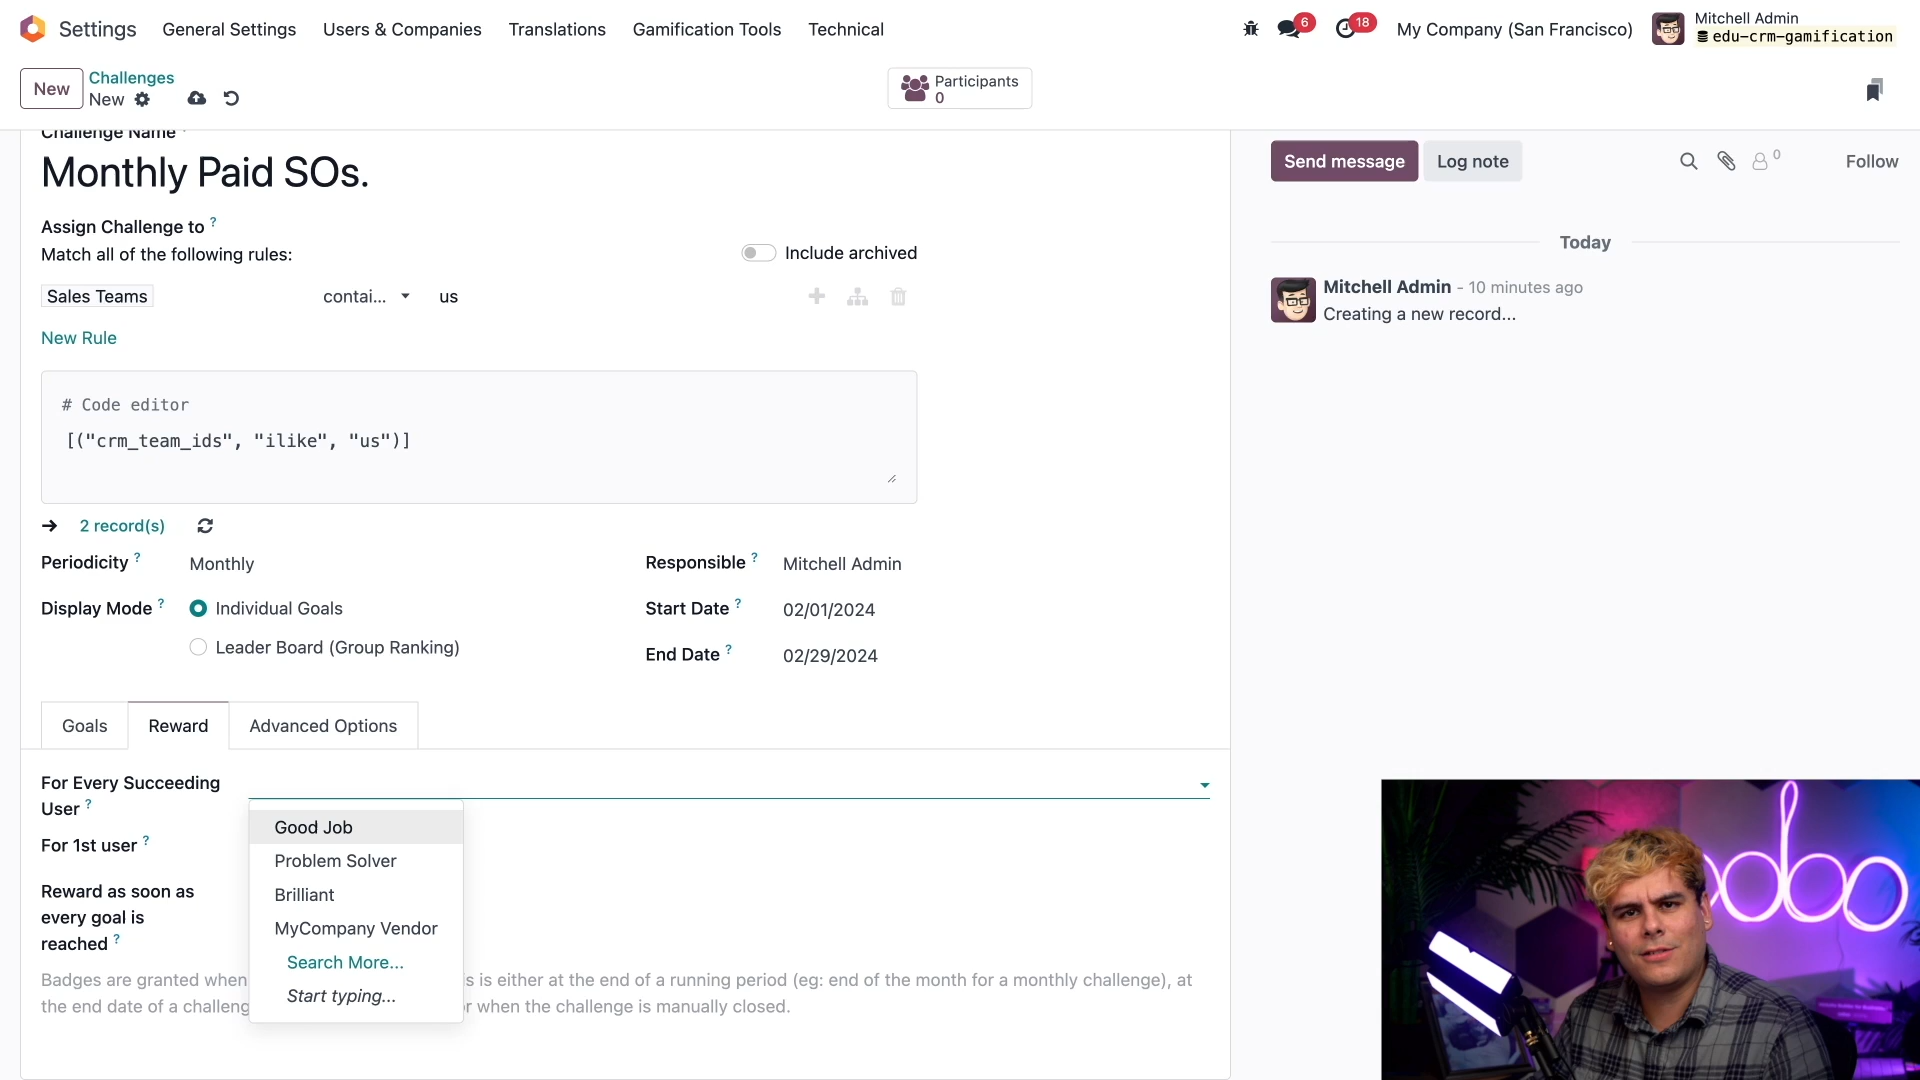 Settings General Settings Users & Companies Translations Gamification Tools Technical 6 18 My Company (San Francisco) Mitchell Admin
edu-crm-gamification
New Challenges
New
Participants
0
Challenge Name ?
Monthly Paid SOs.
Send message Log note 0 Follow
Assign Challenge to ?
Match all of the following rules:
Include archived
Today
Sales Teams contai... us
Mitchell Admin - 10 minutes ago
Creating a new record...
New Rule
# Code editor
[("crm_team_ids", "ilike", "us")]
2 record(s)
Periodicity ? Monthly Responsible ? Mitchell Admin
Display Mode ? Individual Goals Start Date ? 02/01/2024
Leader Board (Group Ranking) End Date ? 02/29/2024
Goals Reward Advanced Options
For Every Succeeding
User ?
Good Job
For 1st user ?
Problem Solver
Reward as soon as
every goal is
reached ?
Brilliant
MyCompany Vendor
Search More...
Start typing...
Badges are granted when s is either at the end of a running period (eg: end of the month for a monthly challenge), at
the end date of a challeng r when the challenge is manually closed.
odoo